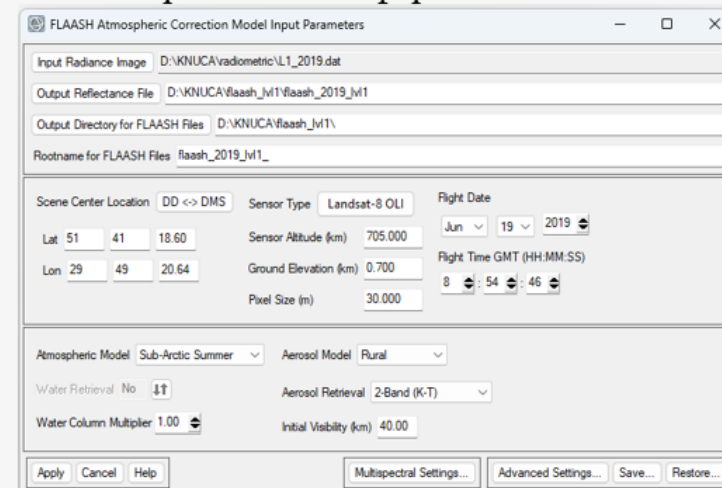 FLAASH Atmospheric Correction Model Input Parameters
Input Radiance Image D:\KNUCA\radiometric\L1_2019.dat
Output Reflectance File D:\KNUCA\flaash_lvl1\flaash_2019_lvl1
Output Directory for FLAASH Files D:\KNUCA\flaash_lvl1\
Rootname for FLAASH Files flaash_2019_lvl1_
Scene Center Location DD <-> DMS Sensor Type Landsat-8 OLI Flight Date
Lat 51 41 18.60 Sensor Altitude (km) 705.000 Jun 19 2019
Lon 29 49 20.64 Ground Elevation (km) 0.700 Flight Time GMT (HH:MM:SS)
Pixel Size (m) 30.000 8 : 54 : 46
Atmospheric Model Sub-Arctic Summer Aerosol Model Rural
Water Retrieval No Aerosol Retrieval 2-Band (K-T)
Water Column Multiplier 1.00 Initial Visibility (km) 40.00
Apply Cancel Help Multispectral Settings... Advanced Settings... Save... Restore...